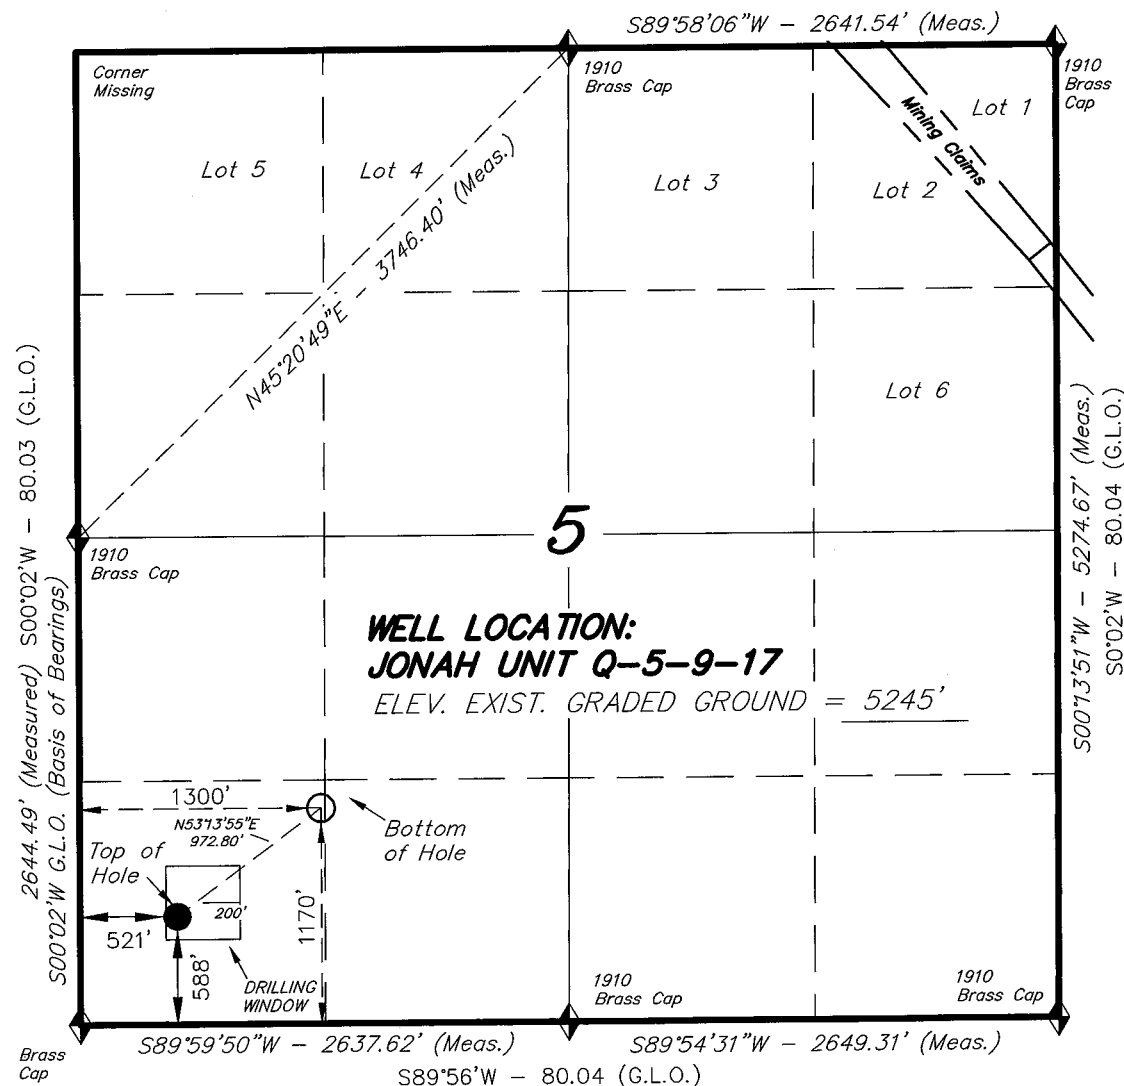 S89°58'06"W - 2641.54' (Meas.)
Corner
Missing
1910
Brass Cap
1910
Brass
Cap
Lot 1
Mining Claims
Lot 5
Lot 4
Lot 3
Lot 2
N45°20'49"E - 3746.40' (Meas.)
Lot 6
S00°02'W - 80.03 (G.L.O.)
2644.49' (Measured)
S00°02'W G.L.O. (Basis of Bearings)
1910
Brass Cap
5
S00°13'51"W - 5274.67' (Meas.)
S0°02'W - 80.04 (G.L.O.)
WELL LOCATION:
JONAH UNIT Q-5-9-17
ELEV. EXIST. GRADED GROUND = 5245'
1300'
N53°13'55"E
972.80'
Bottom
of Hole
Top of
Hole
200'
521'
588'
1170'
DRILLING
WINDOW
1910
Brass Cap
1910
Brass Cap
Brass
Cap
S89°59'50"W - 2637.62' (Meas.)
S89°54'31"W - 2649.31' (Meas.)
S89°56'W - 80.04 (G.L.O.)